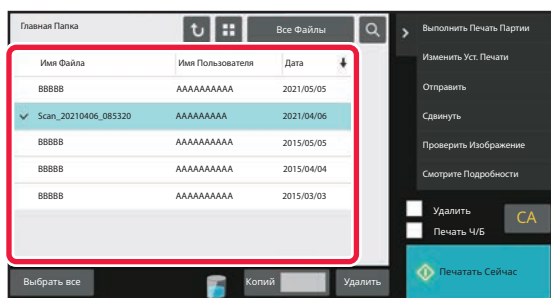 Главная Папка
Все Файлы
Имя Файла Имя Пользователя Дата
BBBBB AAAAAAAAAA 2021/05/05
Scan_20210406_085320 AAAAAAAAA 2021/04/06
BBBBB AAAAAAAAAA 2015/05/05
BBBBB AAAAAAAAAA 2015/04/04
BBBBB AAAAAAAAAA 2015/03/03
Выбрать все
Копий
Удалить
Выполнить Печать Партии
Изменить Уст. Печати
Отправить
Сдвинуть
Проверить Изображение
Смотрите Подробности
Удалить
Печать Ч/Б
CA
Печатать Сейчас